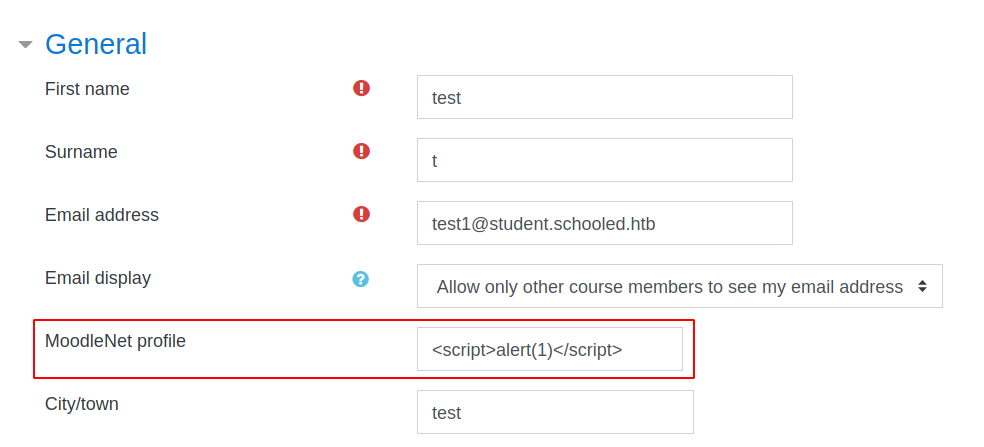 General
First name
test
Surname
t
Email address
test1@student.schooled.htb
Email display
Allow only other course members to see my email address
MoodleNet profile
<script>alert(1)</script>
City/town
test